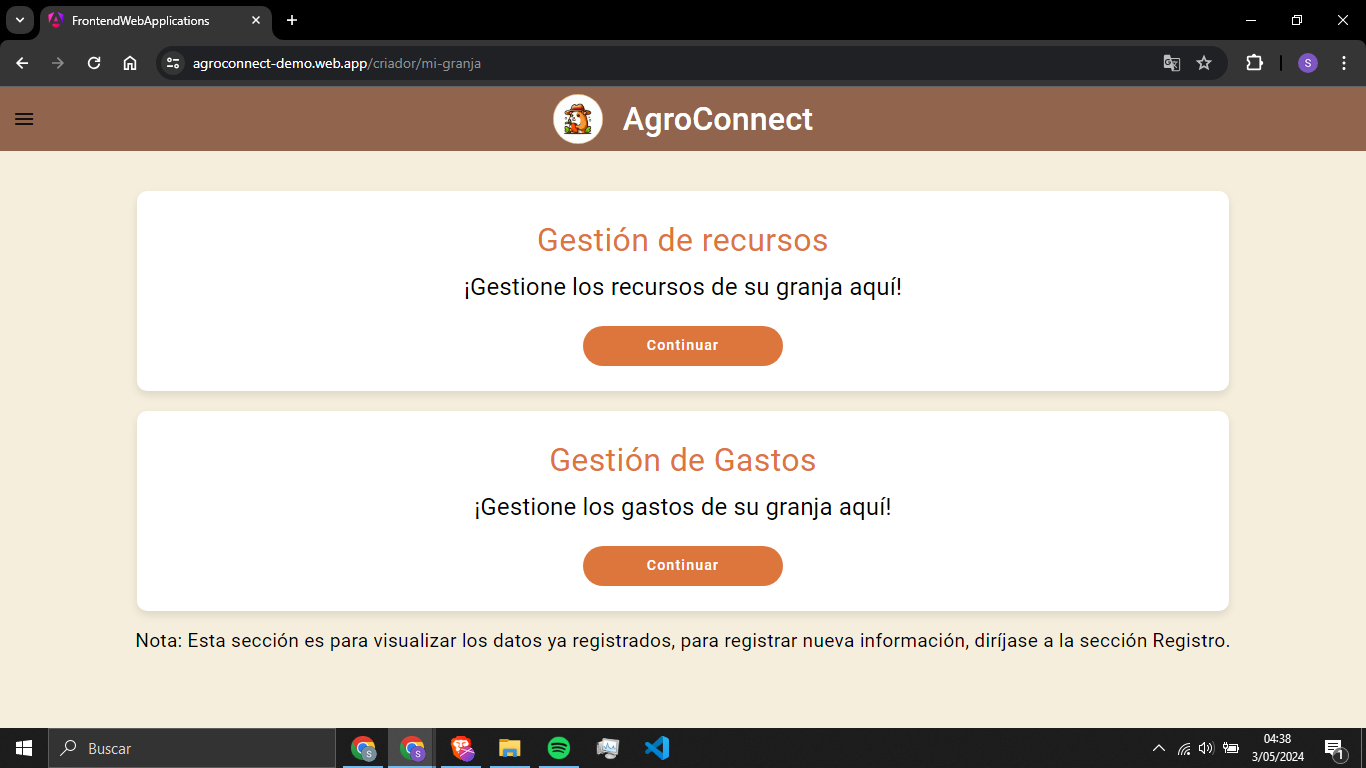 FrontendWebApplications
agroconnect-demo.web.app/criador/mi-granja
S
AgroConnect
Gestión de recursos
¡Gestione los recursos de su granja aquí!
Continuar
Gestión de Gastos
¡Gestione los gastos de su granja aquí!
Continuar
Nota: Esta sección es para visualizar los datos ya registrados, para registrar nueva información, diríjase a la sección Registro.
Buscar
S
S
04:38
3/05/2024
1